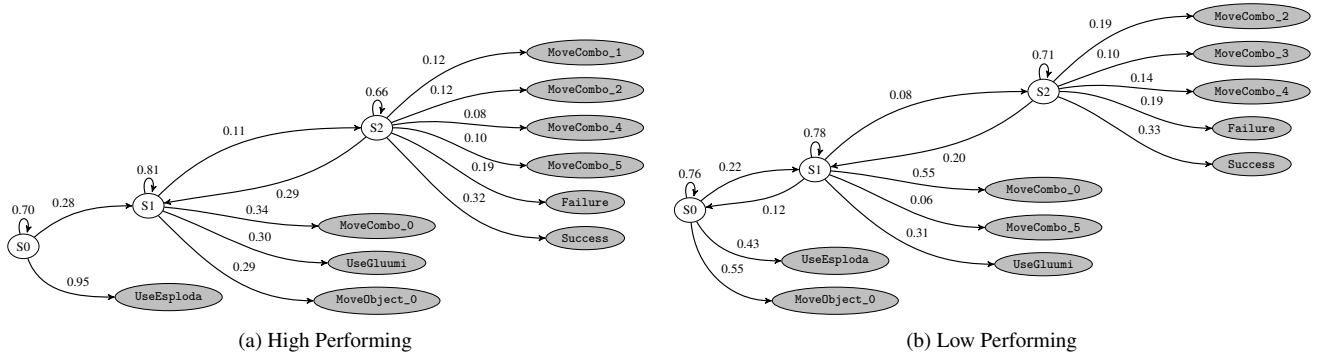 0.12
MoveCombo_1
0.12
MoveCombo_2
0.66
S2
0.08
MoveCombo_4
0.10
MoveCombo_5
0.11
0.19
Failure
0.29
0.32
Success
0.81
S1
0.34
MoveCombo_0
0.30
UseGluumi
0.29
MoveObject_0
0.70
S0
0.28
0.95
UseEsploda
(a) High Performing
0.19
MoveCombo_2
0.10
MoveCombo_3
0.71
S2
0.14
MoveCombo_4
0.19
Failure
0.33
Success
0.08
0.20
0.78
S1
0.55
MoveCombo_0
0.06
MoveCombo_5
0.31
UseGluumi
0.76
S0
0.22
0.12
0.43
UseEsploda
0.55
MoveObject_0
(b) Low Performing